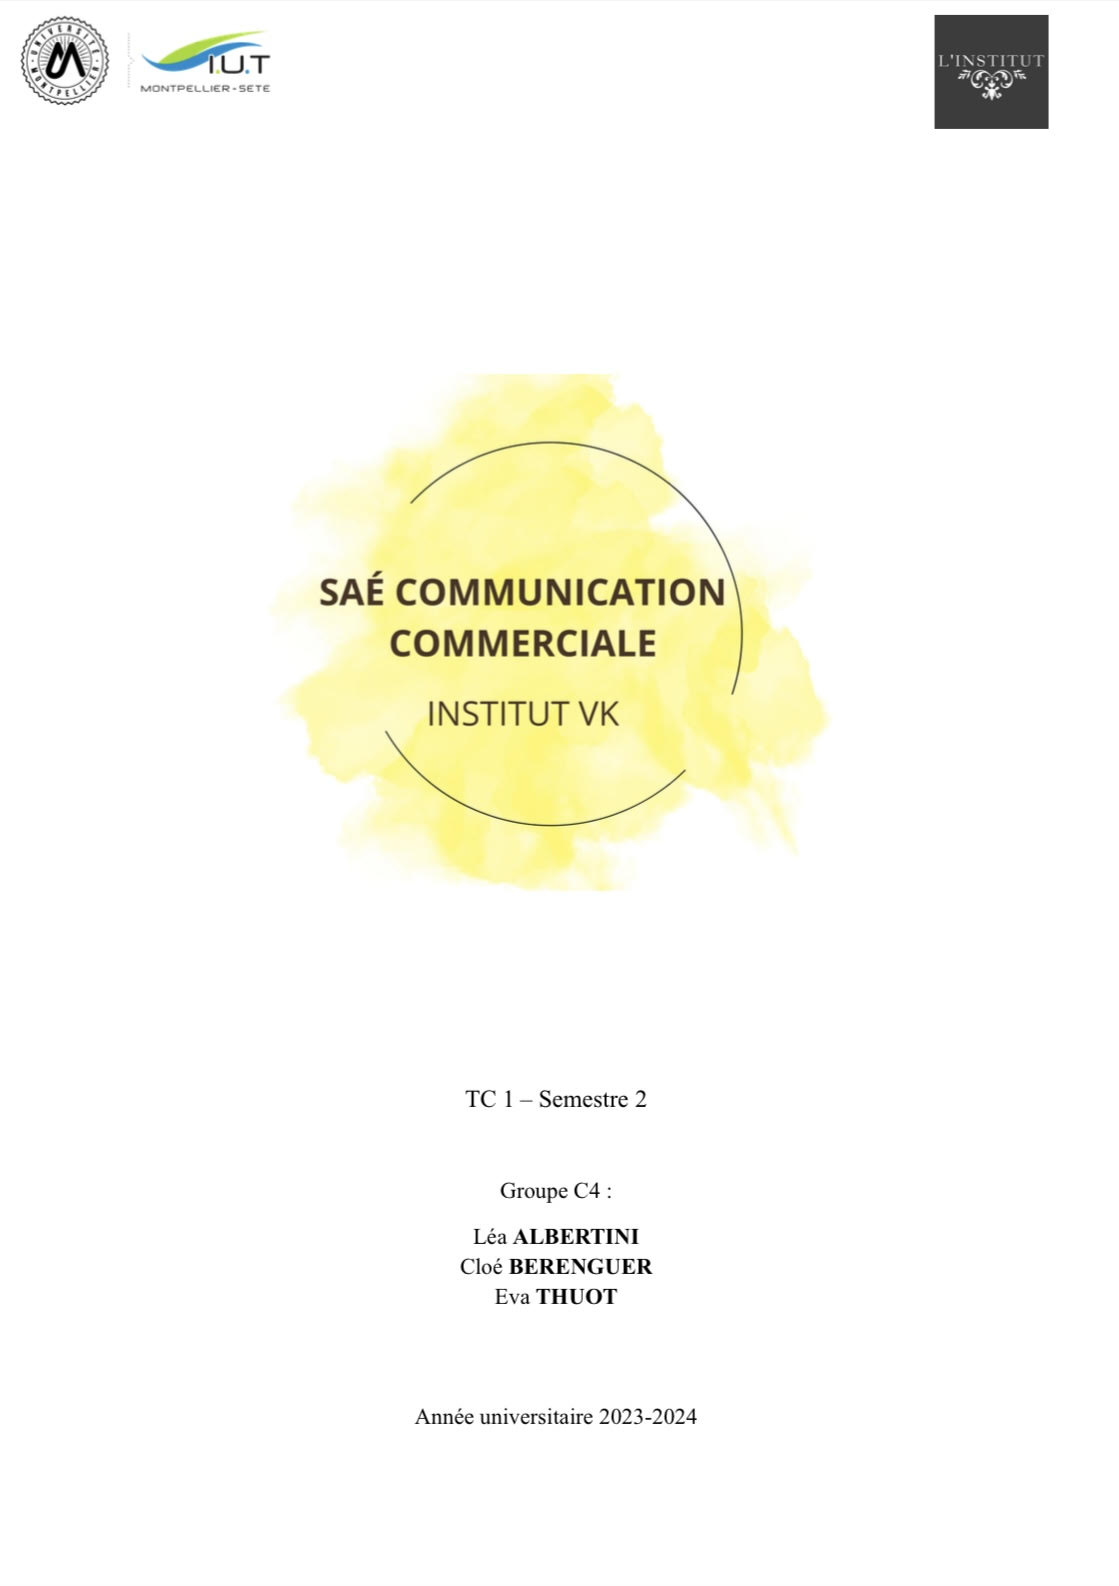 UNIVERSITÉ
MONTPELLIER
I.U.T
MONTPELLIER-SETE
L'INSTITUT
SAÉ COMMUNICATION
COMMERCIALE
INSTITUT VK
TC 1 – Semestre 2
Groupe C4 :
Léa ALBERTINI
Cloé BERENGUER
Eva THUOT
Année universitaire 2023-2024